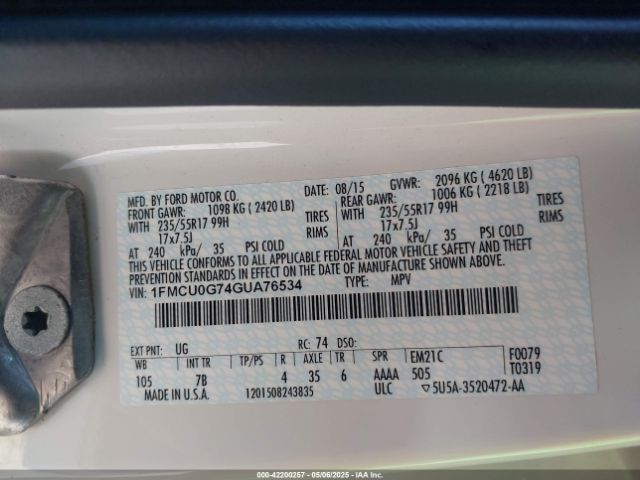 MFD. BY FORD MOTOR CO. DATE: 08/15 GVWR: 2096 KG ( 4620 LB)
FRONT GAWR: 1098 KG ( 2420 LB) REAR GAWR: 1006 KG ( 2218 LB)
WITH 235/55R17 99H TIRES WITH 235/55R17 99H TIRES
17x7.5J RIMS 17x7.5J RIMS
AT 240 kPa/ 35 PSI COLD AT 240 kPa/ 35 PSI COLD
THIS VEHICLE CONFORMS TO ALL APPLICABLE FEDERAL MOTOR VEHICLE SAFETY AND THEFT
PREVENTION STANDARDS IN EFFECT ON THE DATE OF MANUFACTURE SHOWN ABOVE.
VIN: 1FMCU0G74GUA76534 TYPE: MPV
EXT PNT: UG RC: 74 DSO:
WB INT TR TP/PS R AXLE TR SPR EM21C F0079
105 7B 4 35 6 AAAA 505 T0319
MADE IN U.S.A. 1201508243835 ULC ▽5U5A-3520472-AA
000-42200257 - 05/06/2025 - IAA Inc.